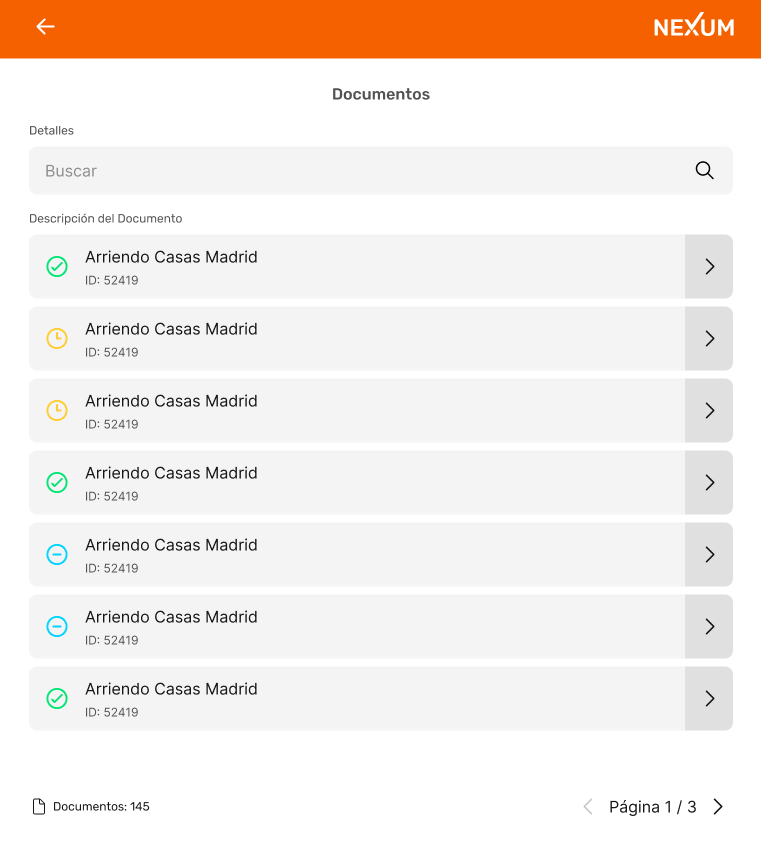 NEXUM
Documentos
Detalles
Buscar
Descripción del Documento
Arriendo Casas Madrid
ID: 52419
Arriendo Casas Madrid
ID: 52419
Arriendo Casas Madrid
ID: 52419
Arriendo Casas Madrid
ID: 52419
Arriendo Casas Madrid
ID: 52419
Arriendo Casas Madrid
ID: 52419
Arriendo Casas Madrid
ID: 52419
Documentos: 145
Página 1 / 3